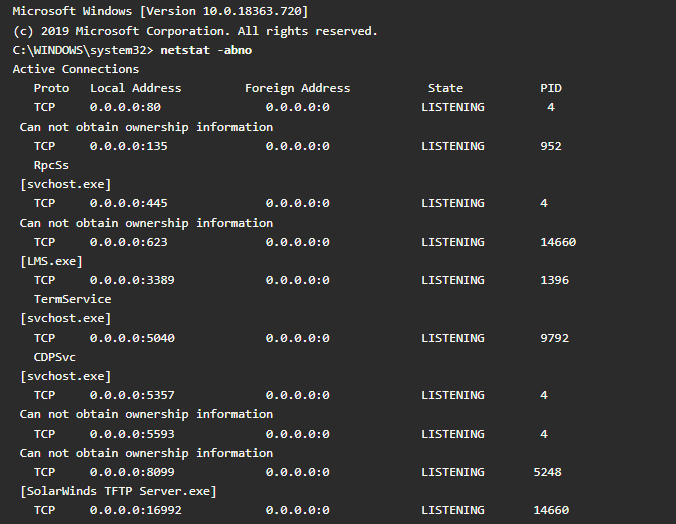 Microsoft Windows [Version 10.0.18363.720]
(c) 2019 Microsoft Corporation. All rights reserved.
C:\WINDOWS\system32> netstat -abno
Active Connections
Proto Local Address Foreign Address State PID
TCP 0.0.0.0:80 0.0.0.0:0 LISTENING 4
Can not obtain ownership information
TCP 0.0.0.0:135 0.0.0.0:0 LISTENING 952
RpcSs
[svchost.exe]
TCP 0.0.0.0:445 0.0.0.0:0 LISTENING 4
Can not obtain ownership information
TCP 0.0.0.0:623 0.0.0.0:0 LISTENING 14660
[LMS.exe]
TCP 0.0.0.0:3389 0.0.0.0:0 LISTENING 1396
TermService
[svchost.exe]
TCP 0.0.0.0:5040 0.0.0.0:0 LISTENING 9792
CDPSvc
[svchost.exe]
TCP 0.0.0.0:5357 0.0.0.0:0 LISTENING 4
Can not obtain ownership information
TCP 0.0.0.0:5593 0.0.0.0:0 LISTENING 4
Can not obtain ownership information
TCP 0.0.0.0:8099 0.0.0.0:0 LISTENING 5248
[SolarWinds TFTP Server.exe]
TCP 0.0.0.0:16992 0.0.0.0:0 LISTENING 14660